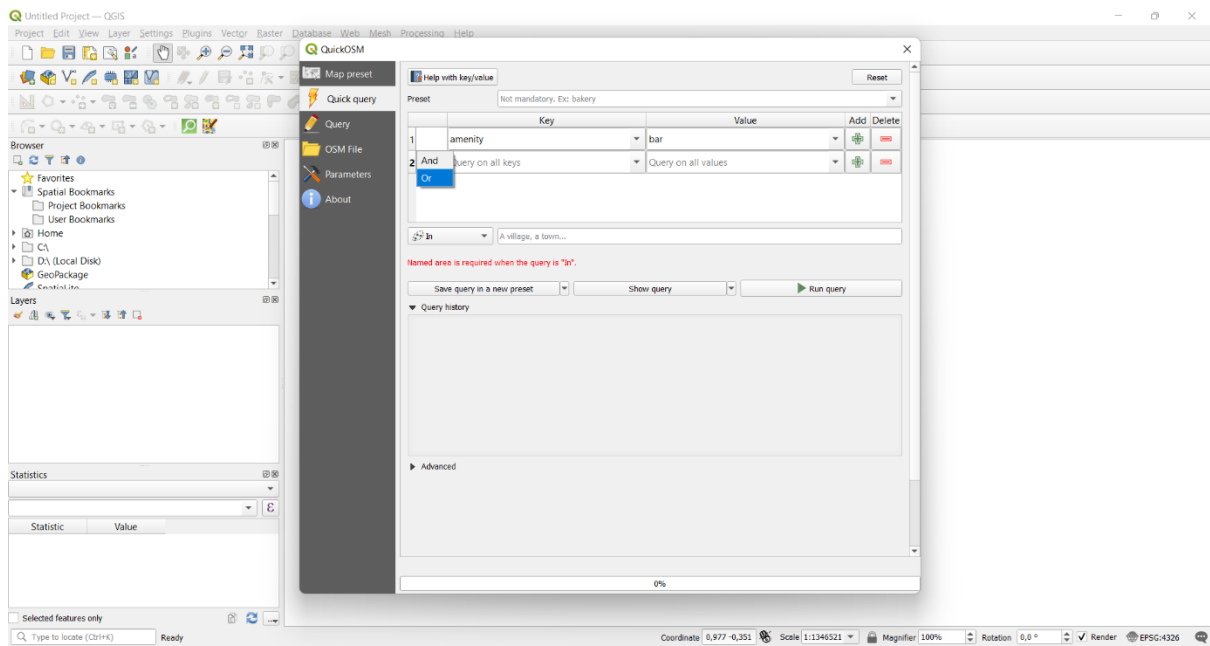 Untitled Project — QGIS
Project Edit View Layer Settings Plugins Vector Raster Database Web Mesh Processing Help
QuickOSM
Map preset
Quick query
Query
OSM File
Parameters
About
Help with key/value
Reset
Preset
Not mandatory. Ex: bakery
Key Value Add Delete
1 amenity bar
And
Or
2 Query on all keys Query on all values
In A village, a town...
Named area is required when the query is "In".
Save query in a new preset Show query Run query
Query history
Advanced
0%
Browser
Favorites
Spatial Bookmarks
Project Bookmarks
User Bookmarks
Home
C:\
D:\ (Local Disk)
GeoPackage
SpatiaLite
Layers
Statistics
ε
Statistic Value
Selected features only
Type to locate (Ctrl+K) Ready Coordinate 0,977 -0,351 Scale 1:1346521 Magnifier 100% Rotation 0,0 ° Render EPSG:4326